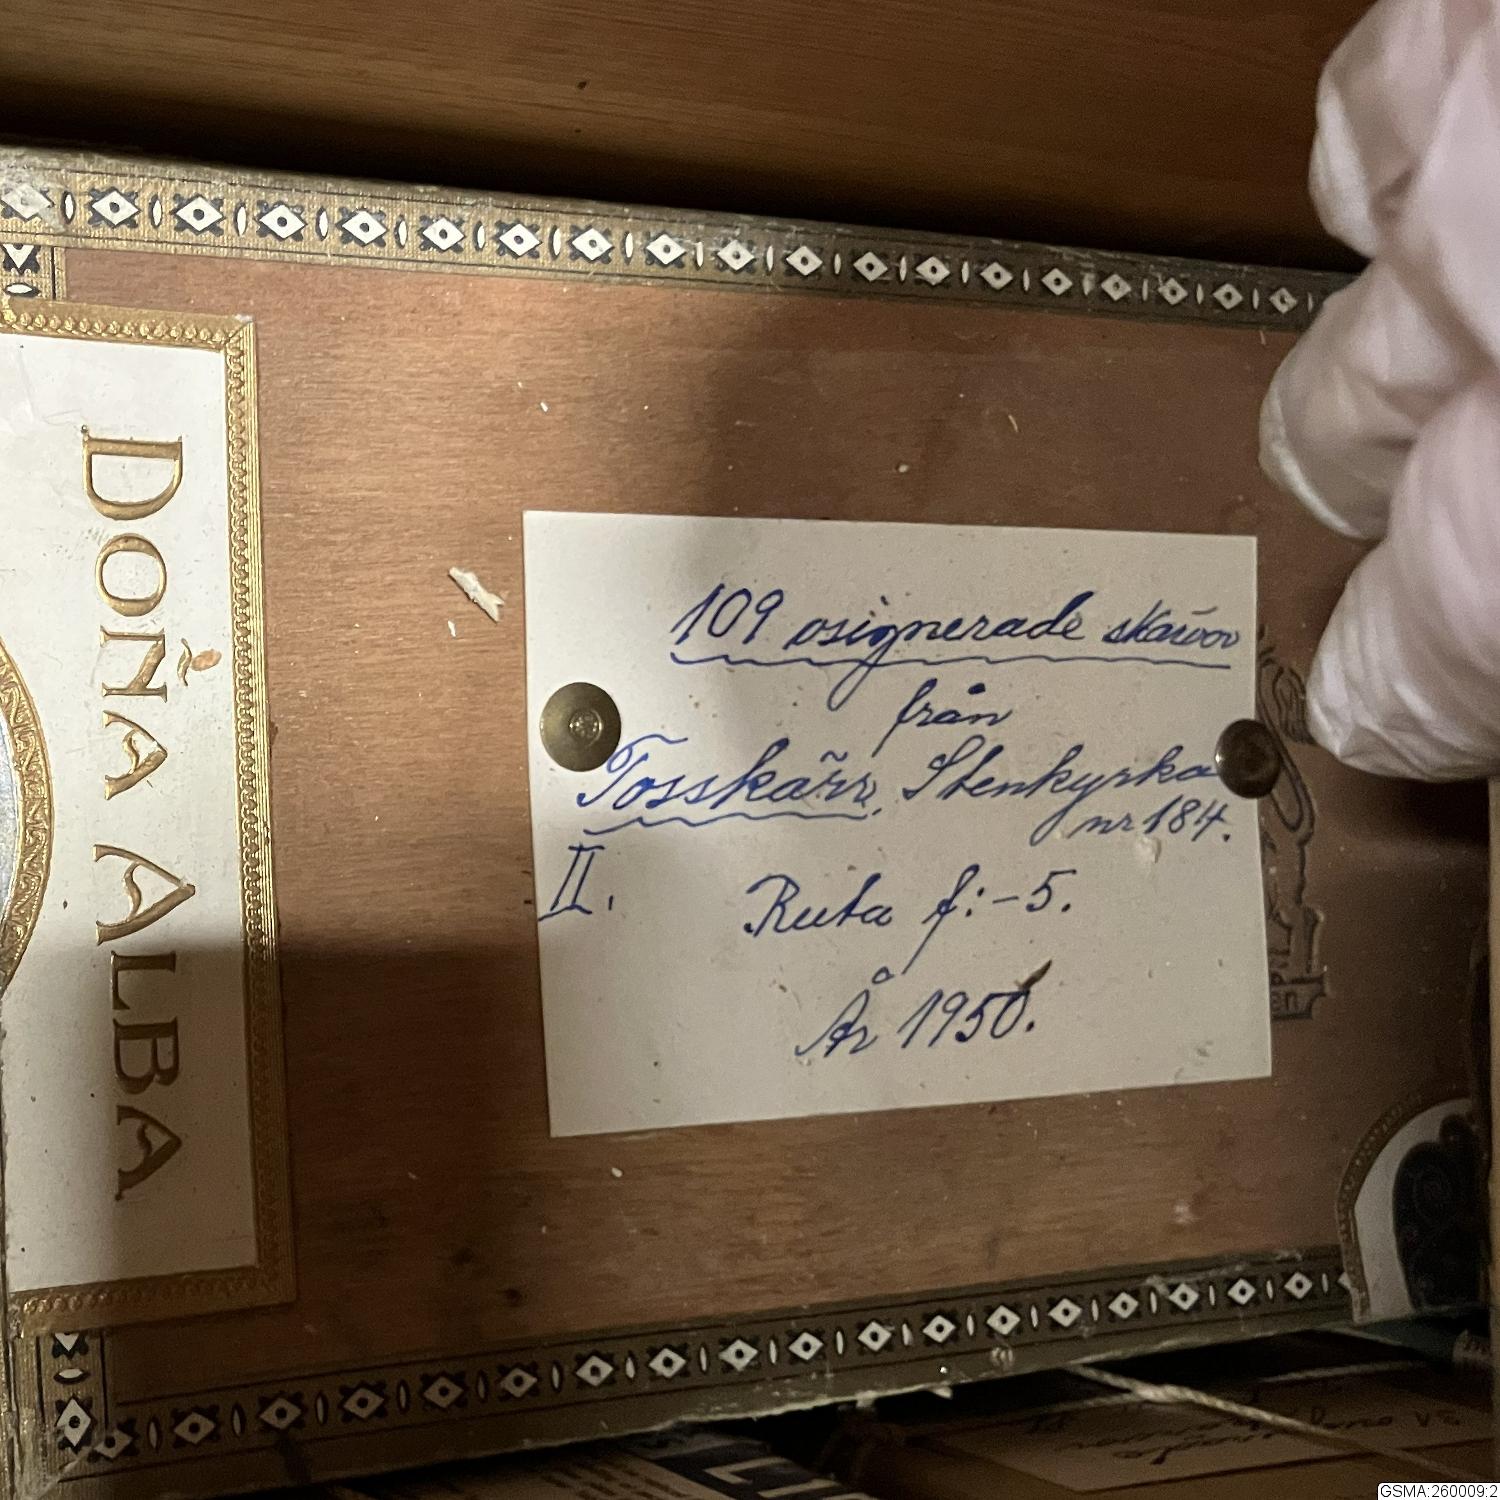 DOÑA ALBA
109 osignerade skärvor
från
Tosskärr, Stenkyrka
nr 184.
II. Ruta f:-5.
År 1950.
GSMA:260009:2